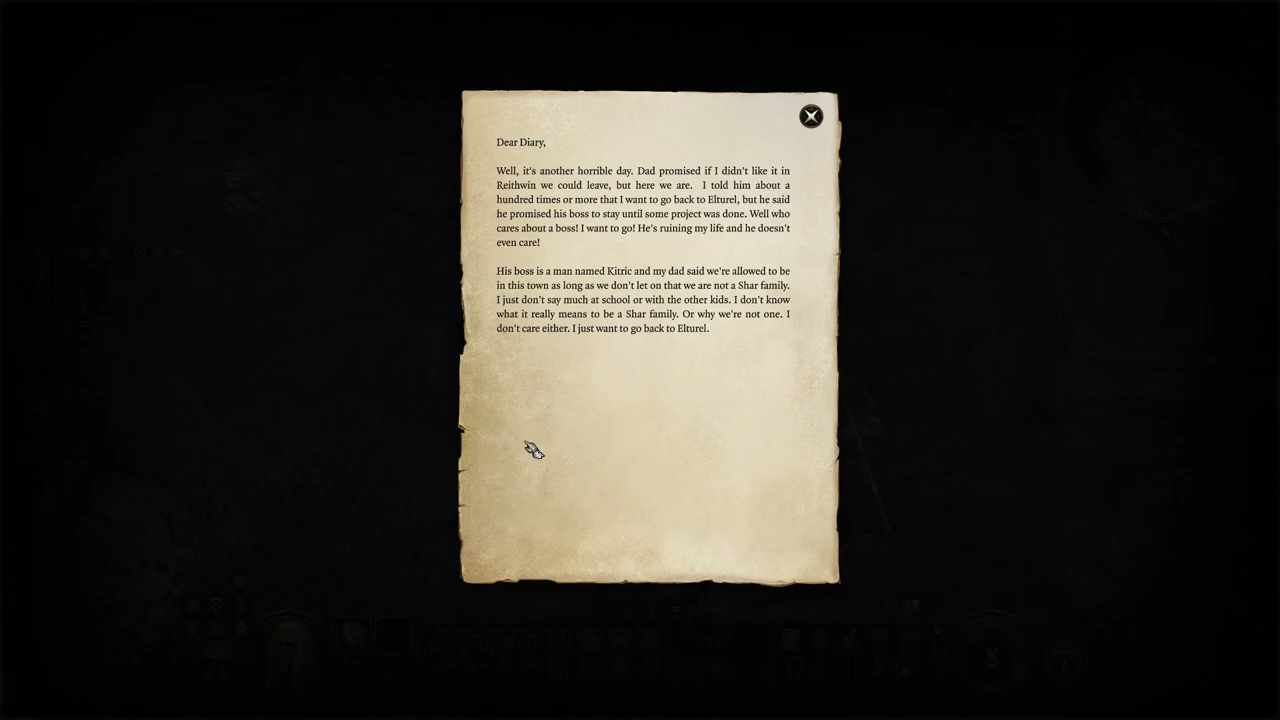 Dear Diary,
Well, it's another horrible day. Dad promised if I didn't like it in
Reithwin we could leave, but here we are.  I told him about a
hundred times or more that I want to go back to Elturel, but he said
he promised his boss to stay until some project was done. Well who
cares about a boss! I want to go! He's ruining my life and he doesn't
even care!
His boss is a man named Kitric and my dad said we're allowed to be
in this town as long as we don't let on that we are not a Shar family.
I just don't say much at school or with the other kids. I don't know
what it really means to be a Shar family. Or why we're not one. I
don't care either. I just want to go back to Elturel.